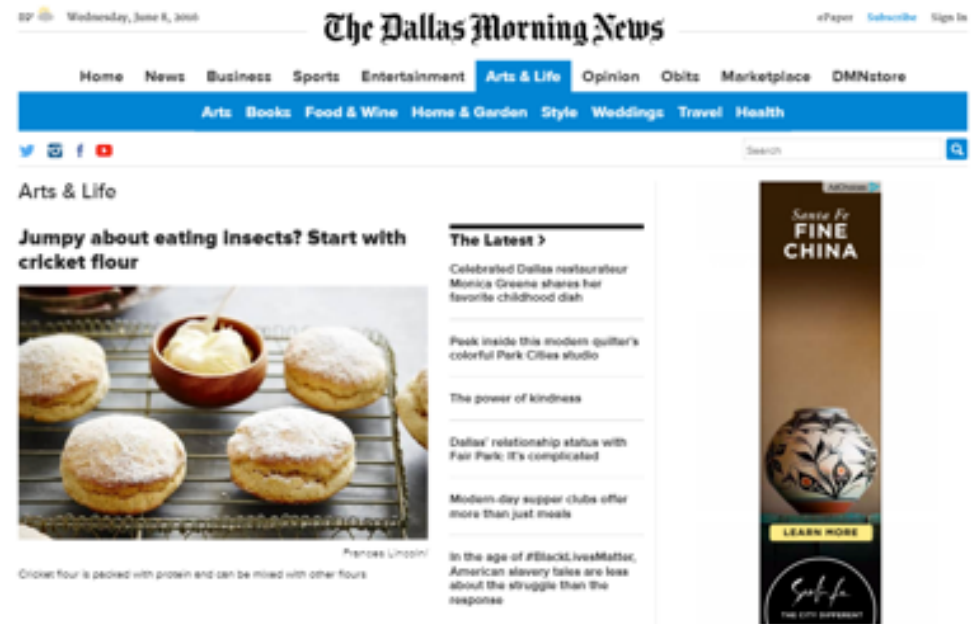 Wednesday, June 8, 2016
The Dallas Morning News
ePaper Subscribe Sign In
Home News Business Sports Entertainment Arts & Life Opinion Obits Marketplace DMNstore
Arts Books Food & Wine Home & Garden Style Weddings Travel Health
Search
Arts & Life
Jumpy about eating insects? Start with
cricket flour
Frances Lincoln/
Cricket flour is packed with protein and can be mixed with other flours
The Latest >
Celebrated Dallas restaurateur
Monica Greene shares her
favorite childhood dish
Peek inside this modern quilter's
colorful Park Cities studio
The power of kindness
Dallas' relationship status with
Fair Park: It's complicated
Modern-day supper clubs offer
more than just meals
In the age of #BlackLivesMatter,
American slavery tales are less
about the struggle than the
response
AdChoices
Santa Fe
FINE
CHINA
LEARN MORE
Santa Fe
THE CITY DIFFERENT